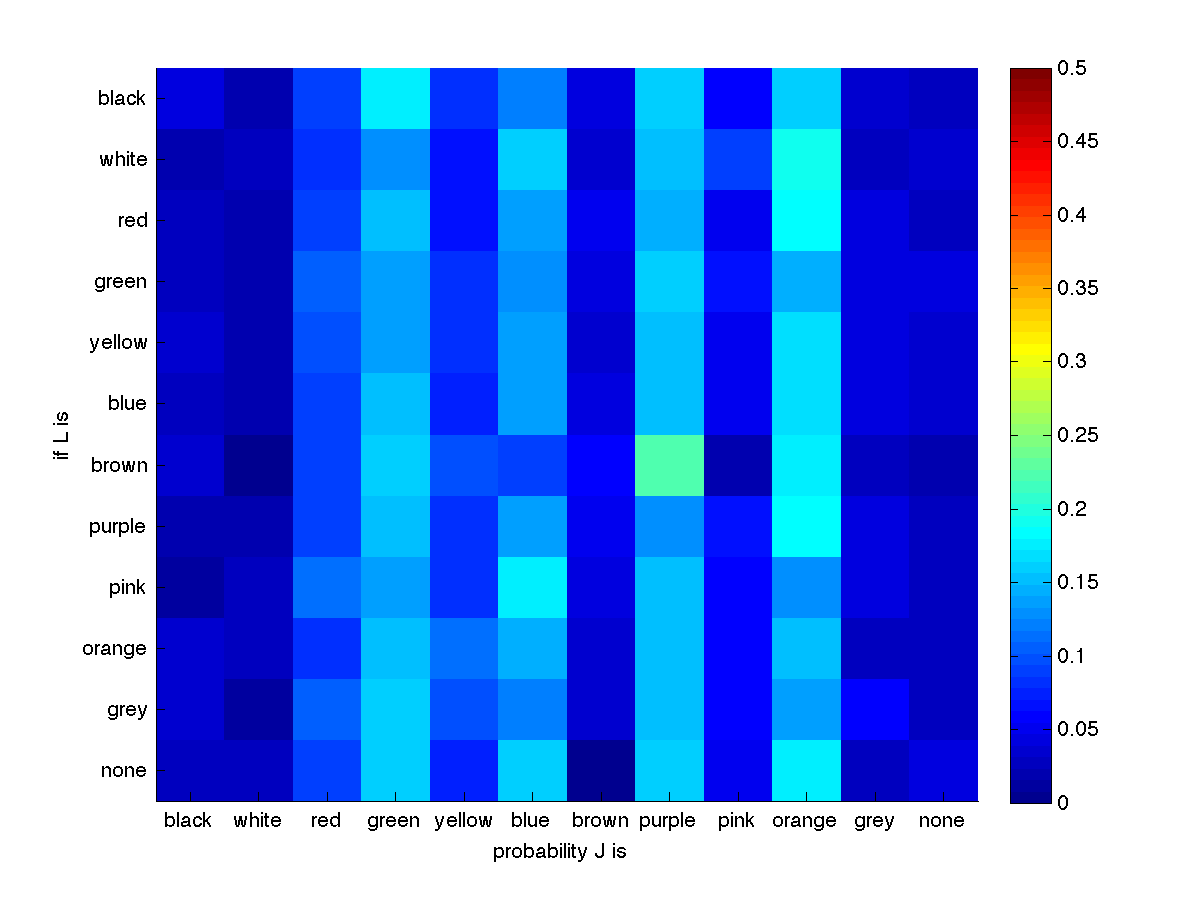 black
white
red
green
yellow
blue
brown
purple
pink
orange
grey
none
if L is
black white red green yellow blue brown purple pink orange grey none
probability J is
0.5
0.45
0.4
0.35
0.3
0.25
0.2
0.15
0.1
0.05
0